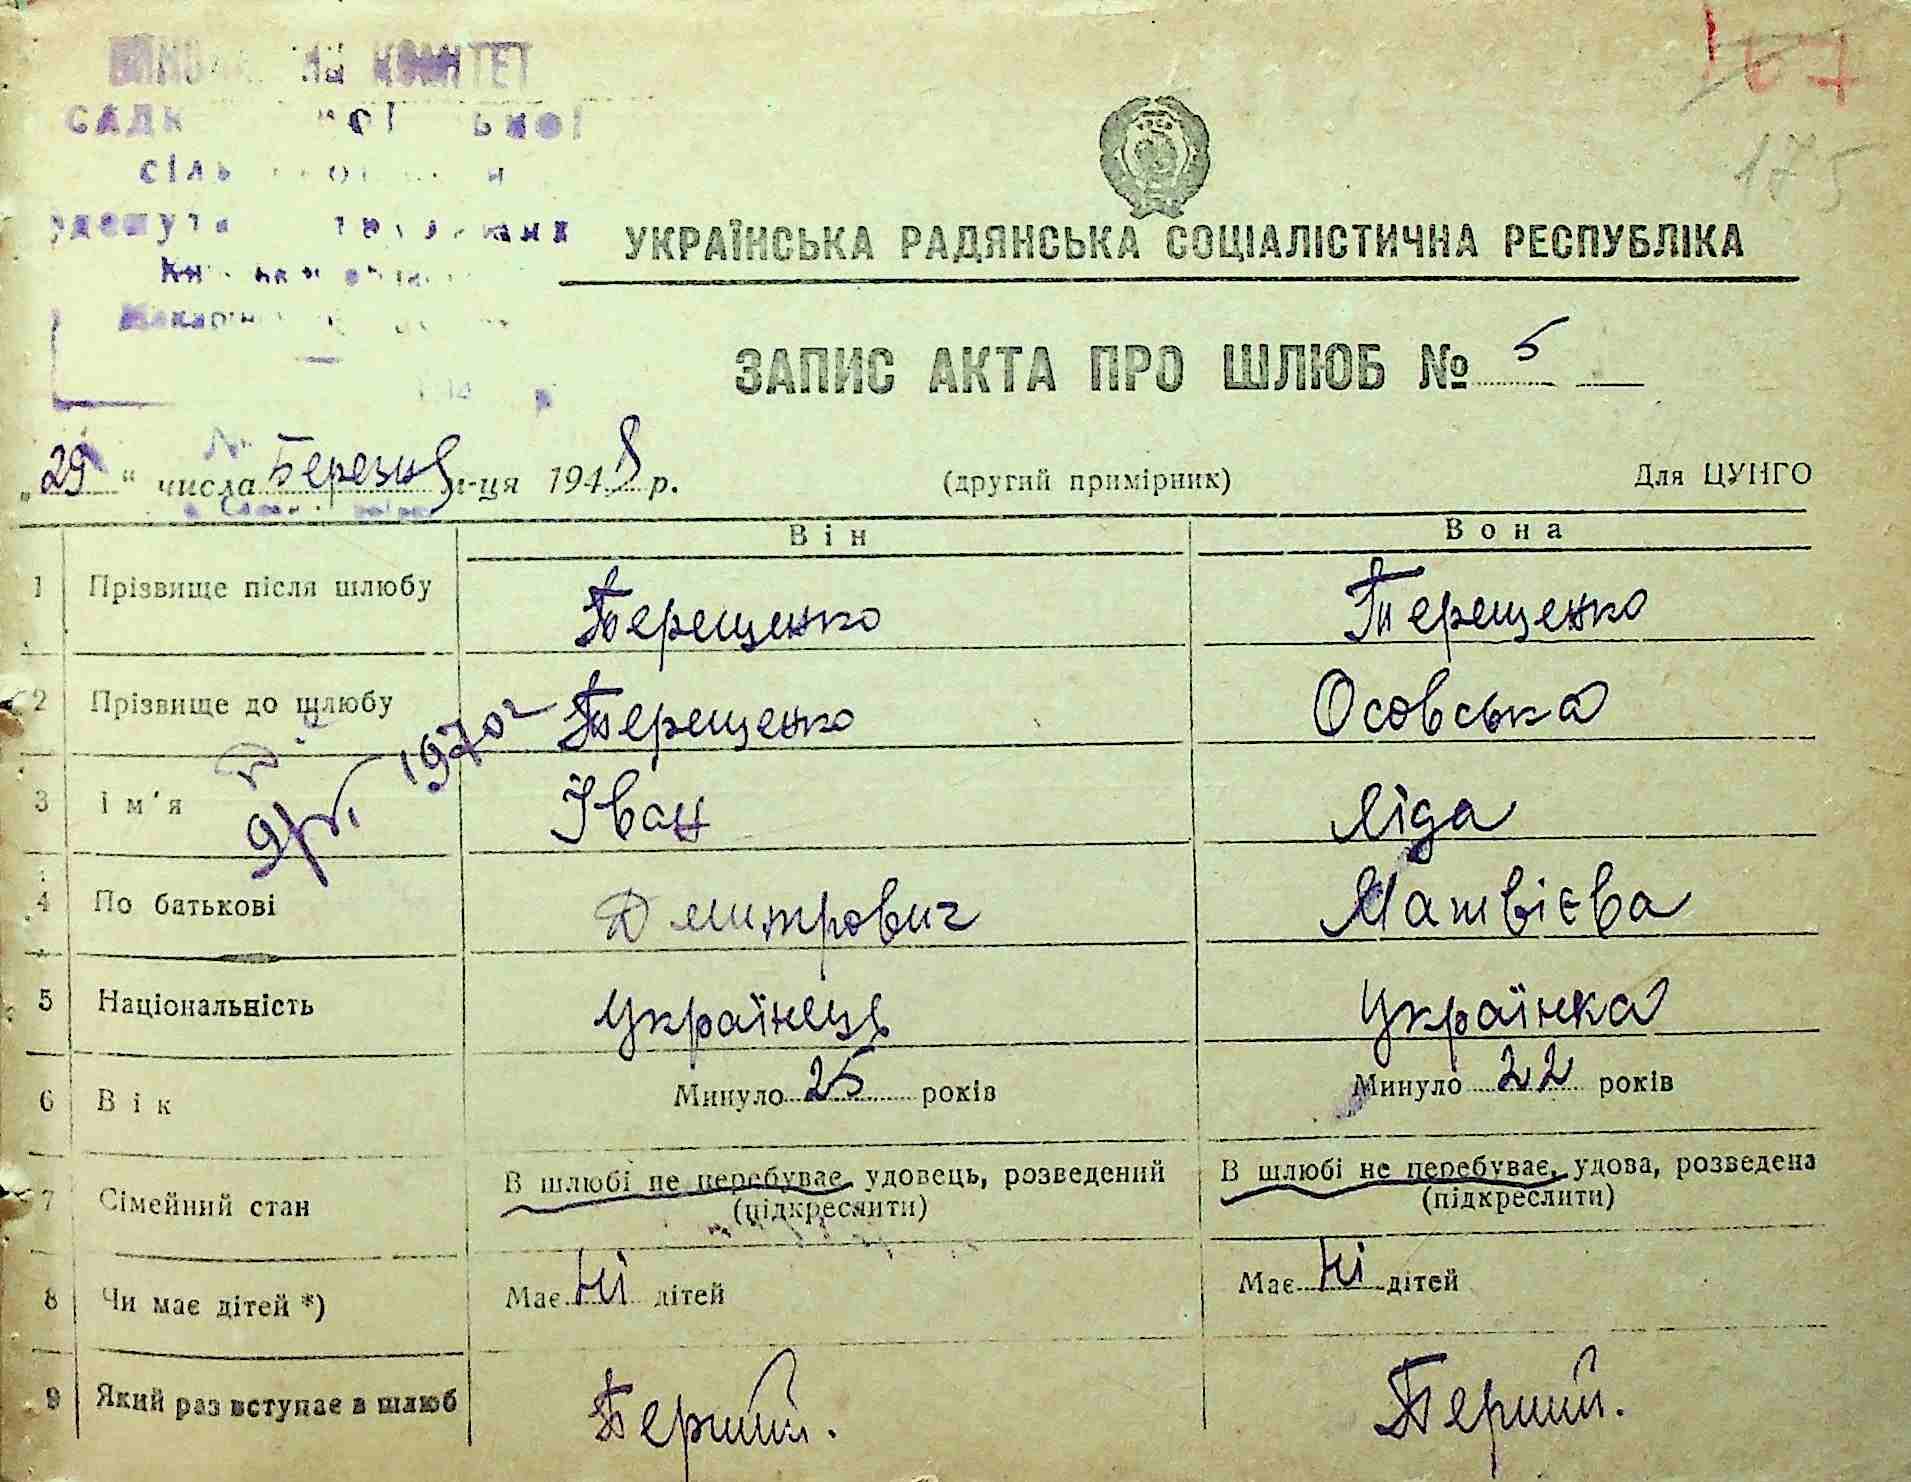 КОМІТЕТ
167
175
УКРАЇНСЬКА РАДЯНСЬКА СОЦІАЛІСТИЧНА РЕСПУБЛІКА
ЗАПИС АКТА ПРО ШЛЮБ № 5
„29“ числа Березня м-ця 1948 р. (другий примірник) Для ЦУНГО
Він Вона
1 Прізвище після шлюбу Терещенко Терещенко
2 Прізвище до шлюбу Терещенко Осовська
1970 г
3 Ім'я Іван Ліда
4 По батькові Дмитрович Матвієва
5 Національність Українець Українка
6 Вік Минуло 25 років Минуло 22 років
7 Сімейний стан В шлюбі не перебуває, удовець, розведений В шлюбі не перебуває, удова, розведена
(підкреслити) (підкреслити)
8 Чи має дітей *) Має ні дітей Має ні дітей
9 Який раз вступає в шлюб Перший. Перший.